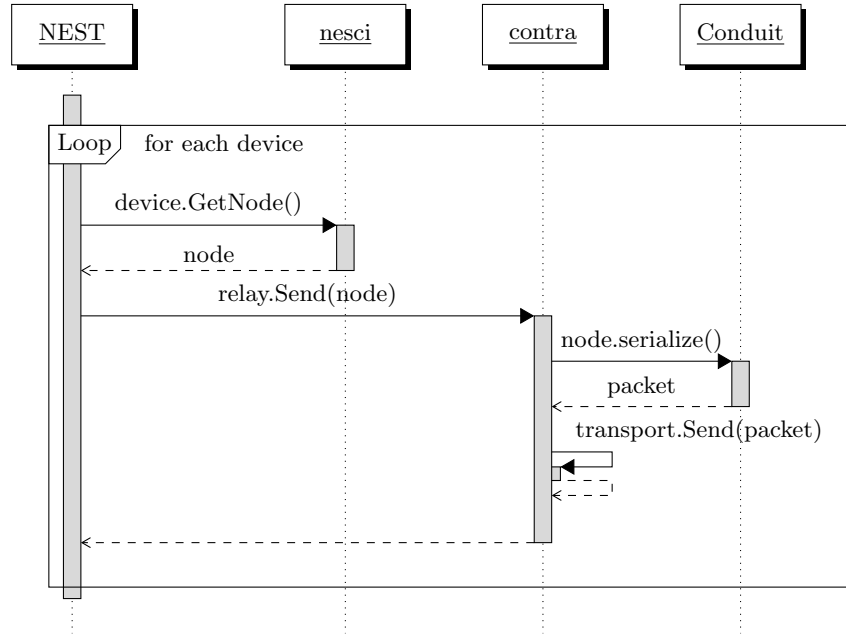 NEST
nesci
contra
Conduit
Loop
for each device
device.GetNode()
node
relay.Send(node)
node.serialize()
packet
transport.Send(packet)